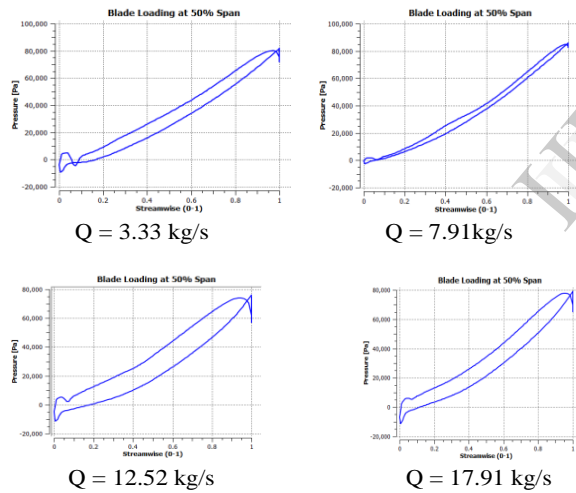 Blade Loading at 50% Span
100,000
80,000
60,000
40,000
20,000
0
-20,000
Pressure [Pa]
0 0.2 0.4 0.6 0.8 1
Streamwise (0-1)
Q = 3.33 kg/s
Blade Loading at 50% Span
100,000
80,000
60,000
40,000
20,000
0
-20,000
Pressure [Pa]
0 0.2 0.4 0.6 0.8 1
Streamwise (0-1)
Q = 7.91kg/s
Blade Loading at 50% Span
80,000
60,000
40,000
20,000
0
-20,000
Pressure [Pa]
0 0.2 0.4 0.6 0.8 1
Streamwise (0-1)
Q = 12.52 kg/s
Blade Loading at 50% Span
80,000
60,000
40,000
20,000
0
-20,000
Pressure [Pa]
0 0.2 0.4 0.6 0.8 1
Streamwise (0-1)
Q = 17.91 kg/s